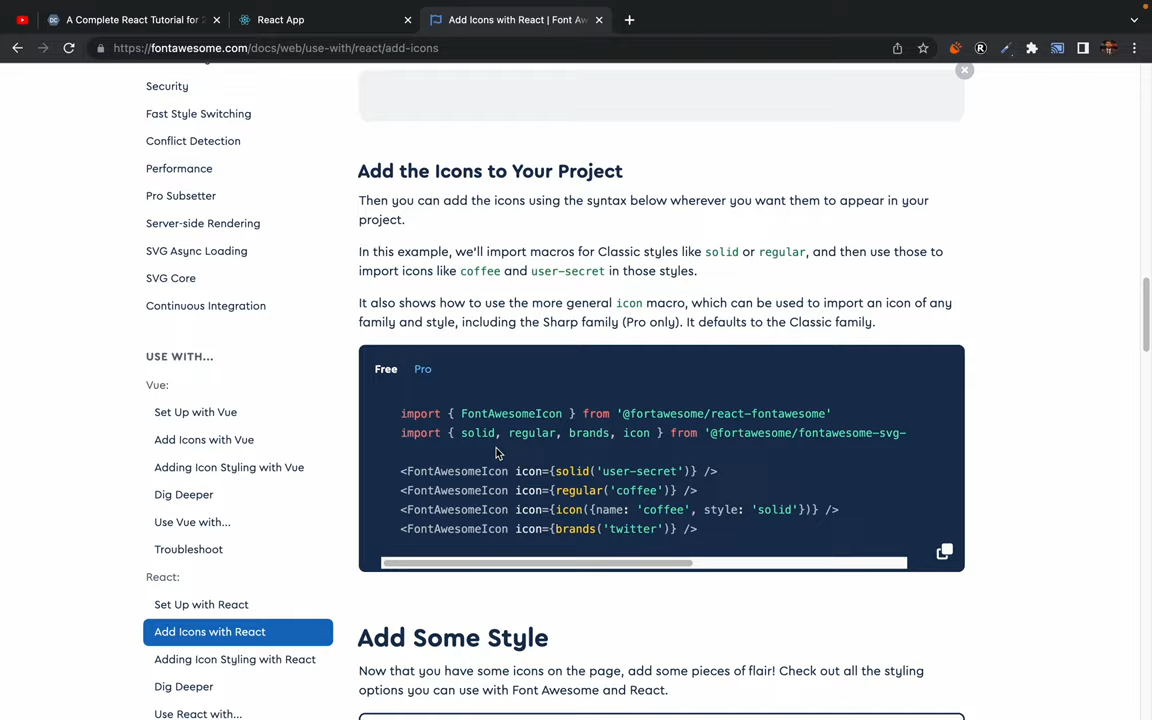 A Complete React Tutorial for 2
React App
Add Icons with React | Font Aw
https://fontawesome.com/docs/web/use-with/react/add-icons
Security
Fast Style Switching
Conflict Detection
Performance
Pro Subsetter
Server-side Rendering
SVG Async Loading
SVG Core
Continuous Integration
USE WITH...
Vue:
Set Up with Vue
Add Icons with Vue
Adding Icon Styling with Vue
Dig Deeper
Use Vue with...
Troubleshoot
React:
Set Up with React
Add Icons with React
Adding Icon Styling with React
Dig Deeper
Use React with...
Add the Icons to Your Project
Then you can add the icons using the syntax below wherever you want them to appear in your
project.
In this example, we'll import macros for Classic styles like solid or regular, and then use those to
import icons like coffee and user-secret in those styles.
It also shows how to use the more general icon macro, which can be used to import an icon of any
family and style, including the Sharp family (Pro only). It defaults to the Classic family.
Free Pro
import { FontAwesomeIcon } from '@fortawesome/react-fontawesome'
import { solid, regular, brands, icon } from '@fortawesome/fontawesome-svg-
<FontAwesomeIcon icon={solid('user-secret')} />
<FontAwesomeIcon icon={regular('coffee')} />
<FontAwesomeIcon icon={icon({name: 'coffee', style: 'solid'})} />
<FontAwesomeIcon icon={brands('twitter')} />
Add Some Style
Now that you have some icons on the page, add some pieces of flair! Check out all the styling
options you can use with Font Awesome and React.